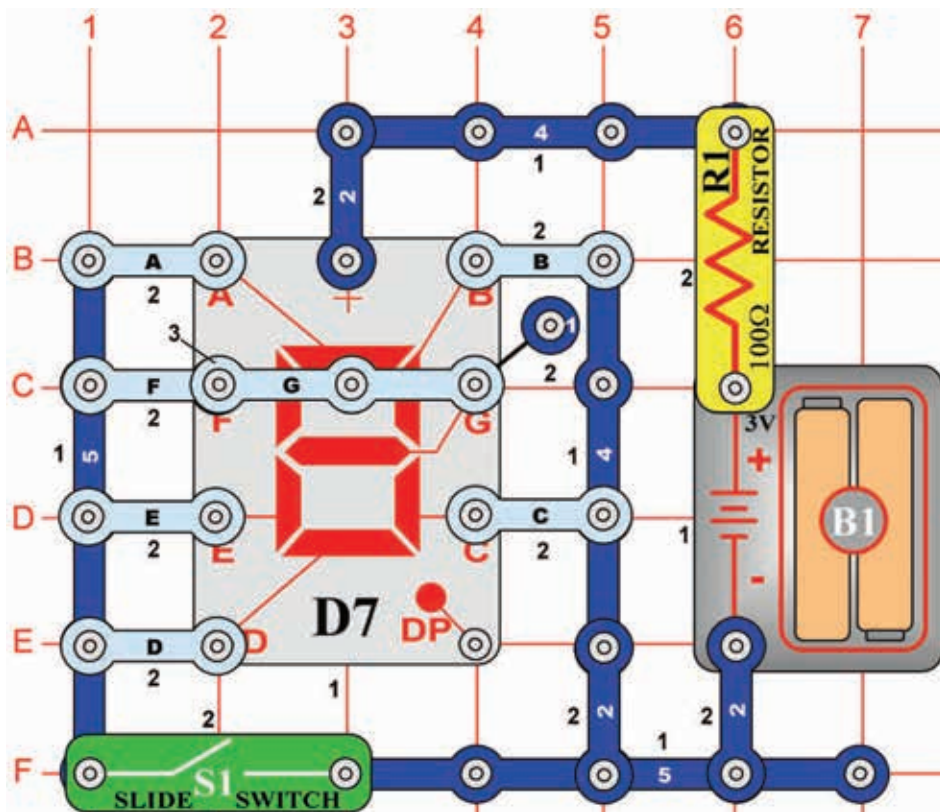 1 2 3 4 5 6 7
A
4
1
2 2
R1
RESISTOR
100Ω
2
B
A
2
A
+
B
2
B
3
1
2
C
F
2
F
G
G
3V
+
1 5
1 4
D
E
2
E
C
C
2
1
B1
-
E
D
2
D
D7
DP
1
2
2 2
2 2
1
F
S1
SLIDE SWITCH
5